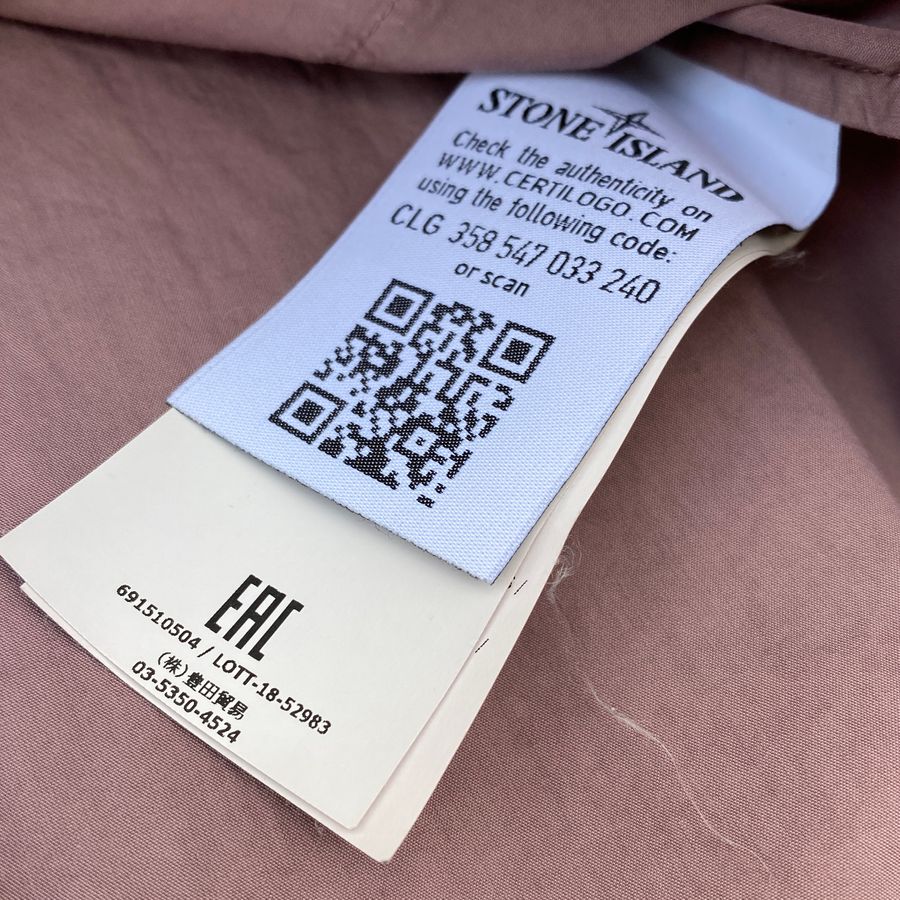 STONE ISLAND
Check the authenticity on
WWW.CERTILOGO.COM
using the following code:
CLG 358 547 033 240
or scan
EAC
691510504 / LOTT-18-52983
(株)豊田貿易
03-5350-4524